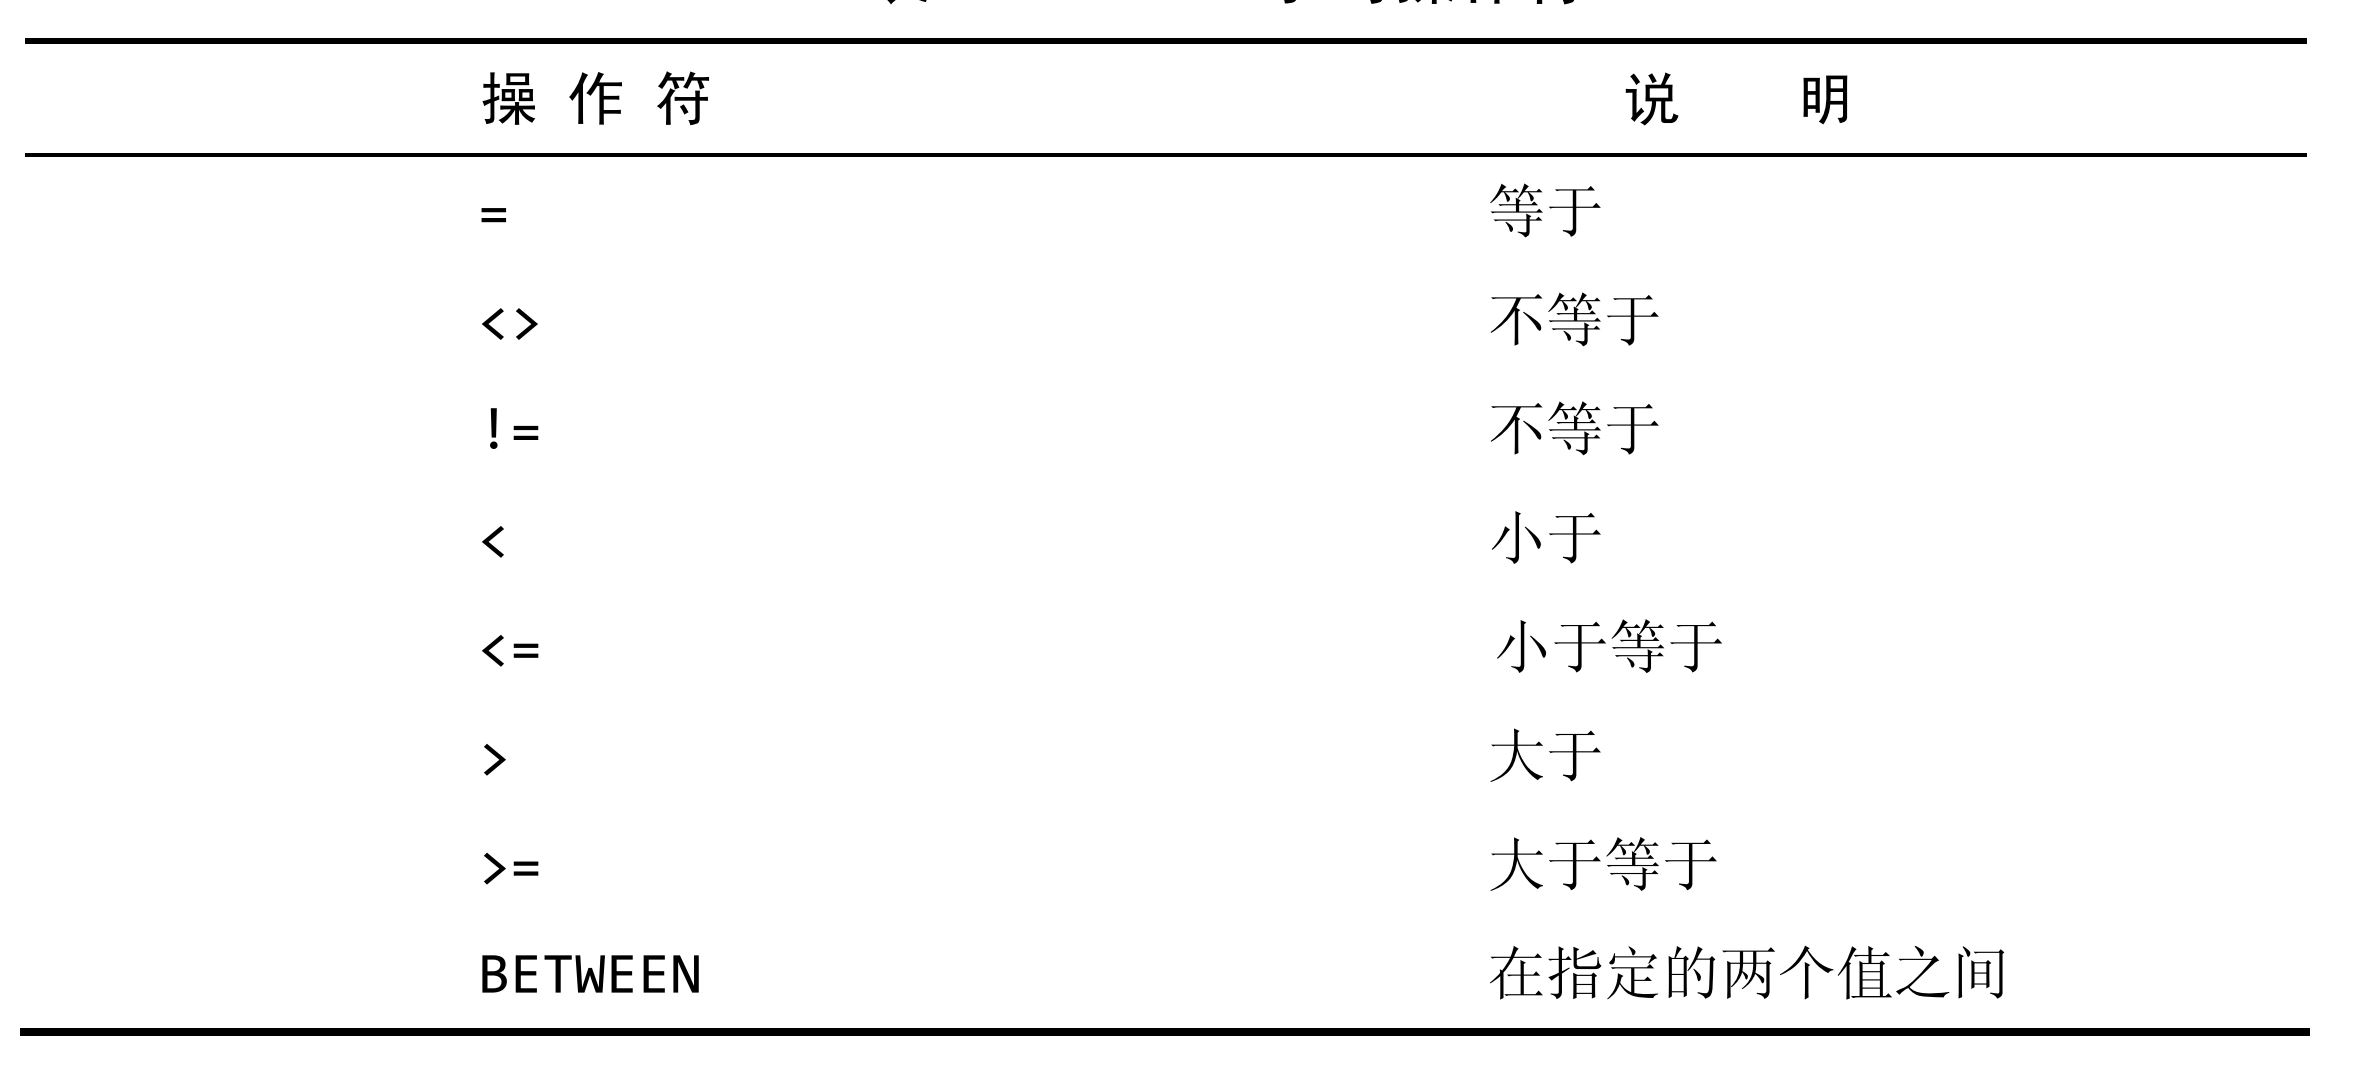 操 作 符 说 明
= 等于
<> 不等于
!= 不等于
< 小于
<= 小于等于
> 大于
>= 大于等于
BETWEEN 在指定的两个值之间